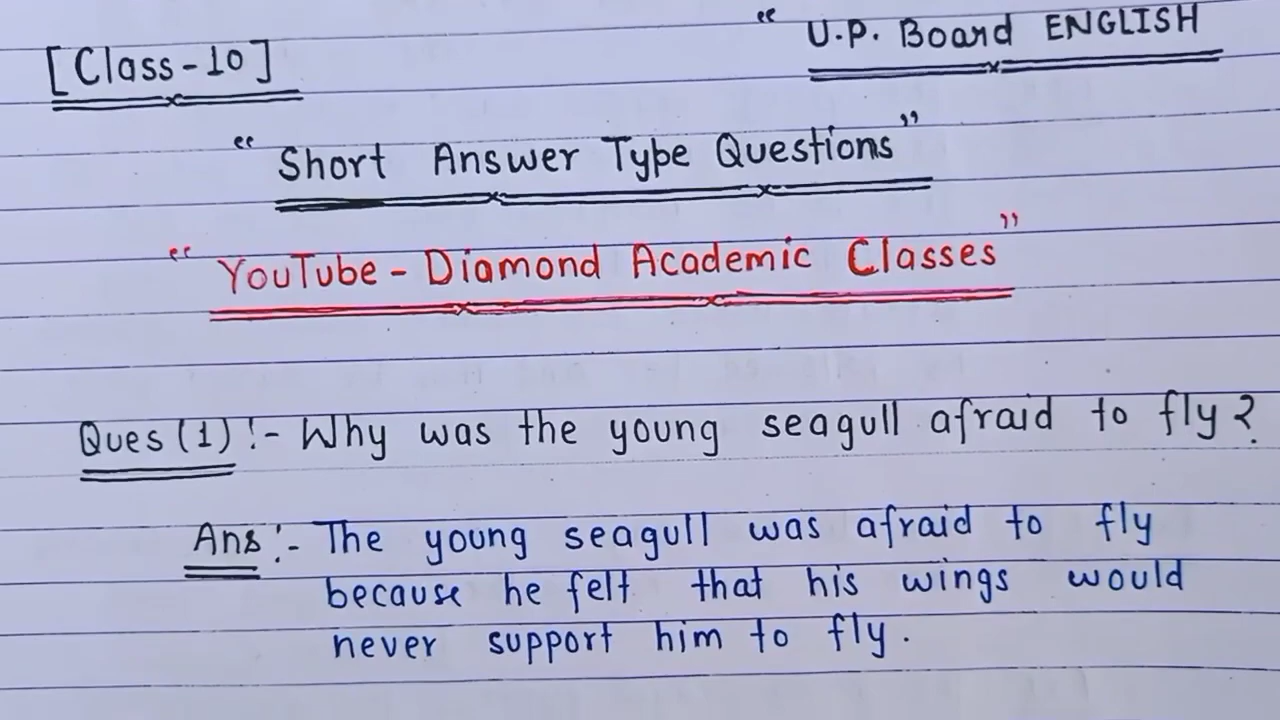 [Class-10]
“ U.P. Board ENGLISH
“ Short Answer Type Questions ”
“ YouTube - Diamond Academic Classes ”
Ques (1) :- Why was the young seagull afraid to fly?
Ans :- The young seagull was afraid to fly
because he felt that his wings would
never support him to fly.